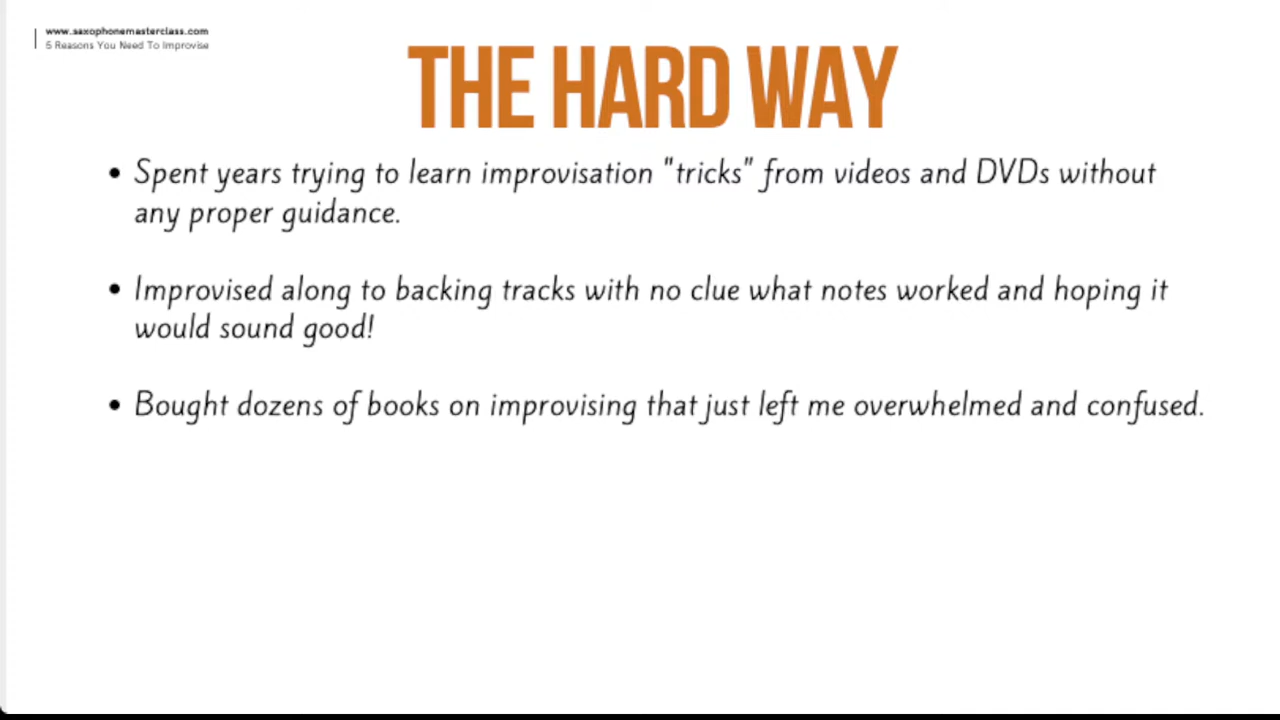 www.saxophonemasterclass.com
5 Reasons You Need To Improvise
THE HARD WAY
• Spent years trying to learn improvisation "tricks" from videos and DVDs without
any proper guidance.
• Improvised along to backing tracks with no clue what notes worked and hoping it
would sound good!
• Bought dozens of books on improvising that just left me overwhelmed and confused.